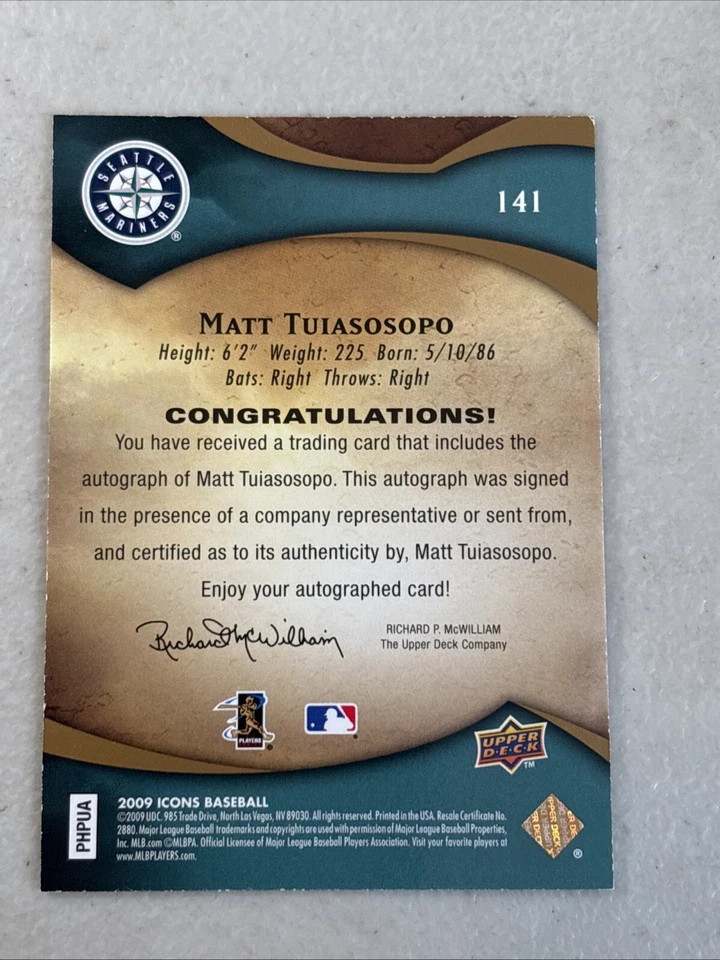 SEATTLE
MARINERS
®
141
MATT TUIASOSOPO
Height: 6'2" Weight: 225 Born: 5/10/86
Bats: Right Throws: Right
CONGRATULATIONS!
You have received a trading card that includes the
autograph of Matt Tuiasosopo. This autograph was signed
in the presence of a company representative or sent from,
and certified as to its authenticity by, Matt Tuiasosopo.
Enjoy your autographed card!
Richard McWilliam
RICHARD P. McWILLIAM
The Upper Deck Company
PLAYERS
®
UPPER
D·E·C·K
TM
PHPUA
2009 ICONS BASEBALL
©2009 UDC. 985 Trade Drive, North Las Vegas, NV 89030. All rights reserved. Printed in the USA. Resale Certificate No.
2880. Major League Baseball trademarks and copyrights are used with permission of Major League Baseball Properties,
Inc. MLB.com ©MLBPA. Official Licensee of Major League Baseball Players Association. Visit your favorite players at
www.MLBPLAYERS.com.
®